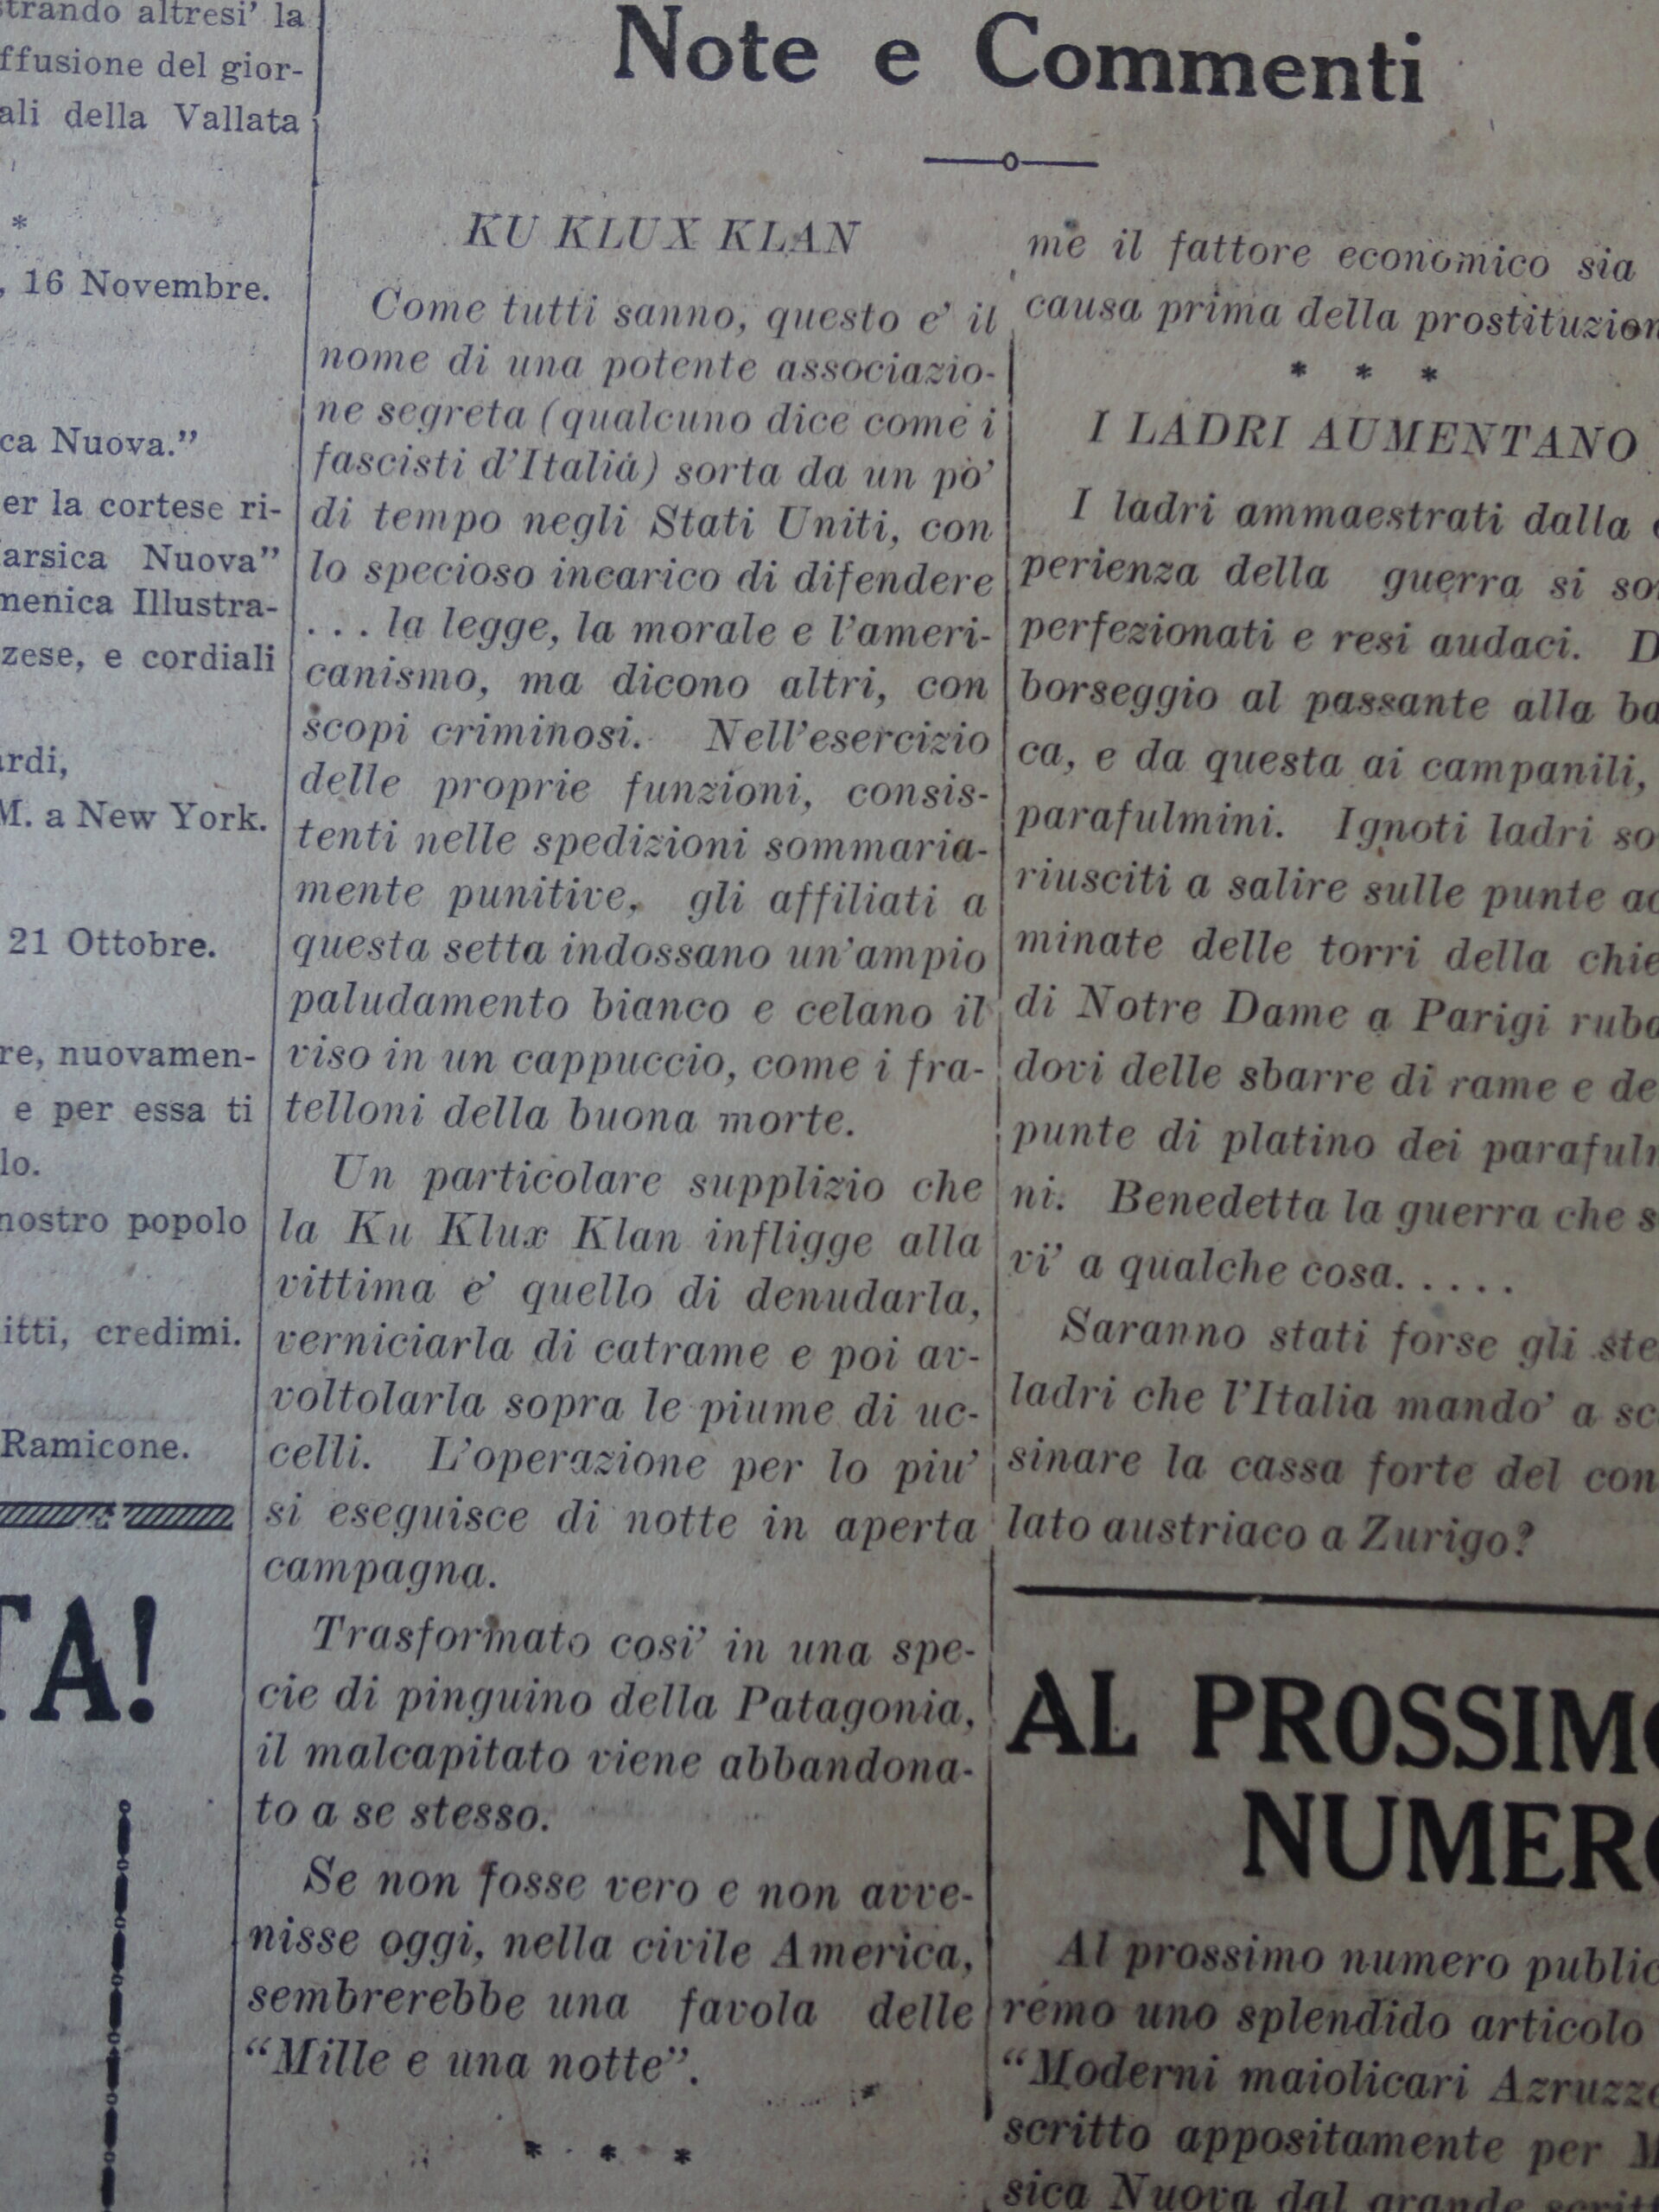 strando altresi' la
ffusione del gior-
ali della Vallata
*
, 16 Novembre.
ca Nuova."
er la cortese ri-
arsica Nuova"
menica Illustra-
zese, e cordiali
rdi,
M. a New York.
21 Ottobre.
re, nuovamen-
e per essa ti
lo.
nostro popolo
itti, credimi.
Ramicone.
TA!
Note e Commenti
KU KLUX KLAN
Come tutti sanno, questo e' il
nome di una potente associazio-
ne segreta (qualcuno dice come i
fascisti d'Italia) sorta da un po'
di tempo negli Stati Uniti, con
lo specioso incarico di difendere
... la legge, la morale e l'ameri-
canismo, ma dicono altri, con
scopi criminosi. Nell'esercizio
delle proprie funzioni, consis-
tenti nelle spedizioni sommaria-
mente punitive, gli affiliati a
questa setta indossano un'ampio
paludamento bianco e celano il
viso in un cappuccio, come i fra-
telloni della buona morte.
Un particolare supplizio che
la Ku Klux Klan infligge alla
vittima e' quello di denudarla,
verniciarla di catrame e poi av-
voltolarla sopra le piume di uc-
celli. L'operazione per lo piu'
si eseguisce di notte in aperta
campagna.
Trasformato cosi' in una spe-
cie di pinguino della Patagonia,
il malcapitato viene abbandona-
to a se stesso.
Se non fosse vero e non avve-
nisse oggi, nella civile America,
sembrerebbe una favola delle
"Mille e una notte".
* * *
me il fattore economico sia
causa prima della prostituzion
* * *
I LADRI AUMENTANO
I ladri ammaestrati dalla
perienza della guerra si so
perfezionati e resi audaci. D
borseggio al passante alla ba
ca, e da questa ai campanili,
parafulmini. Ignoti ladri so
riusciti a salire sulle punte ac
minate delle torri della chie
di Notre Dame a Parigi ruba
dovi delle sbarre di rame e de
punte di platino dei parafulm
ni. Benedetta la guerra che s
vi' a qualche cosa.....
Saranno stati forse gli ste
ladri che l'Italia mando' a sc
sinare la cassa forte del con
lato austriaco a Zurigo?
AL PROSSIMO
NUMERO
Al prossimo numero public
remo uno splendido articolo
"Moderni maiolicari Azruzze
scritto appositamente per M
sica Nuova dal grande scritt